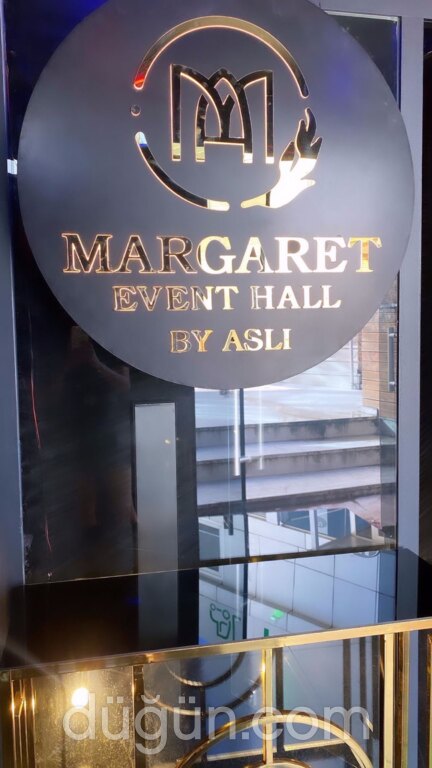 MARGARET
EVENT HALL
BY ASLI
düğün.com